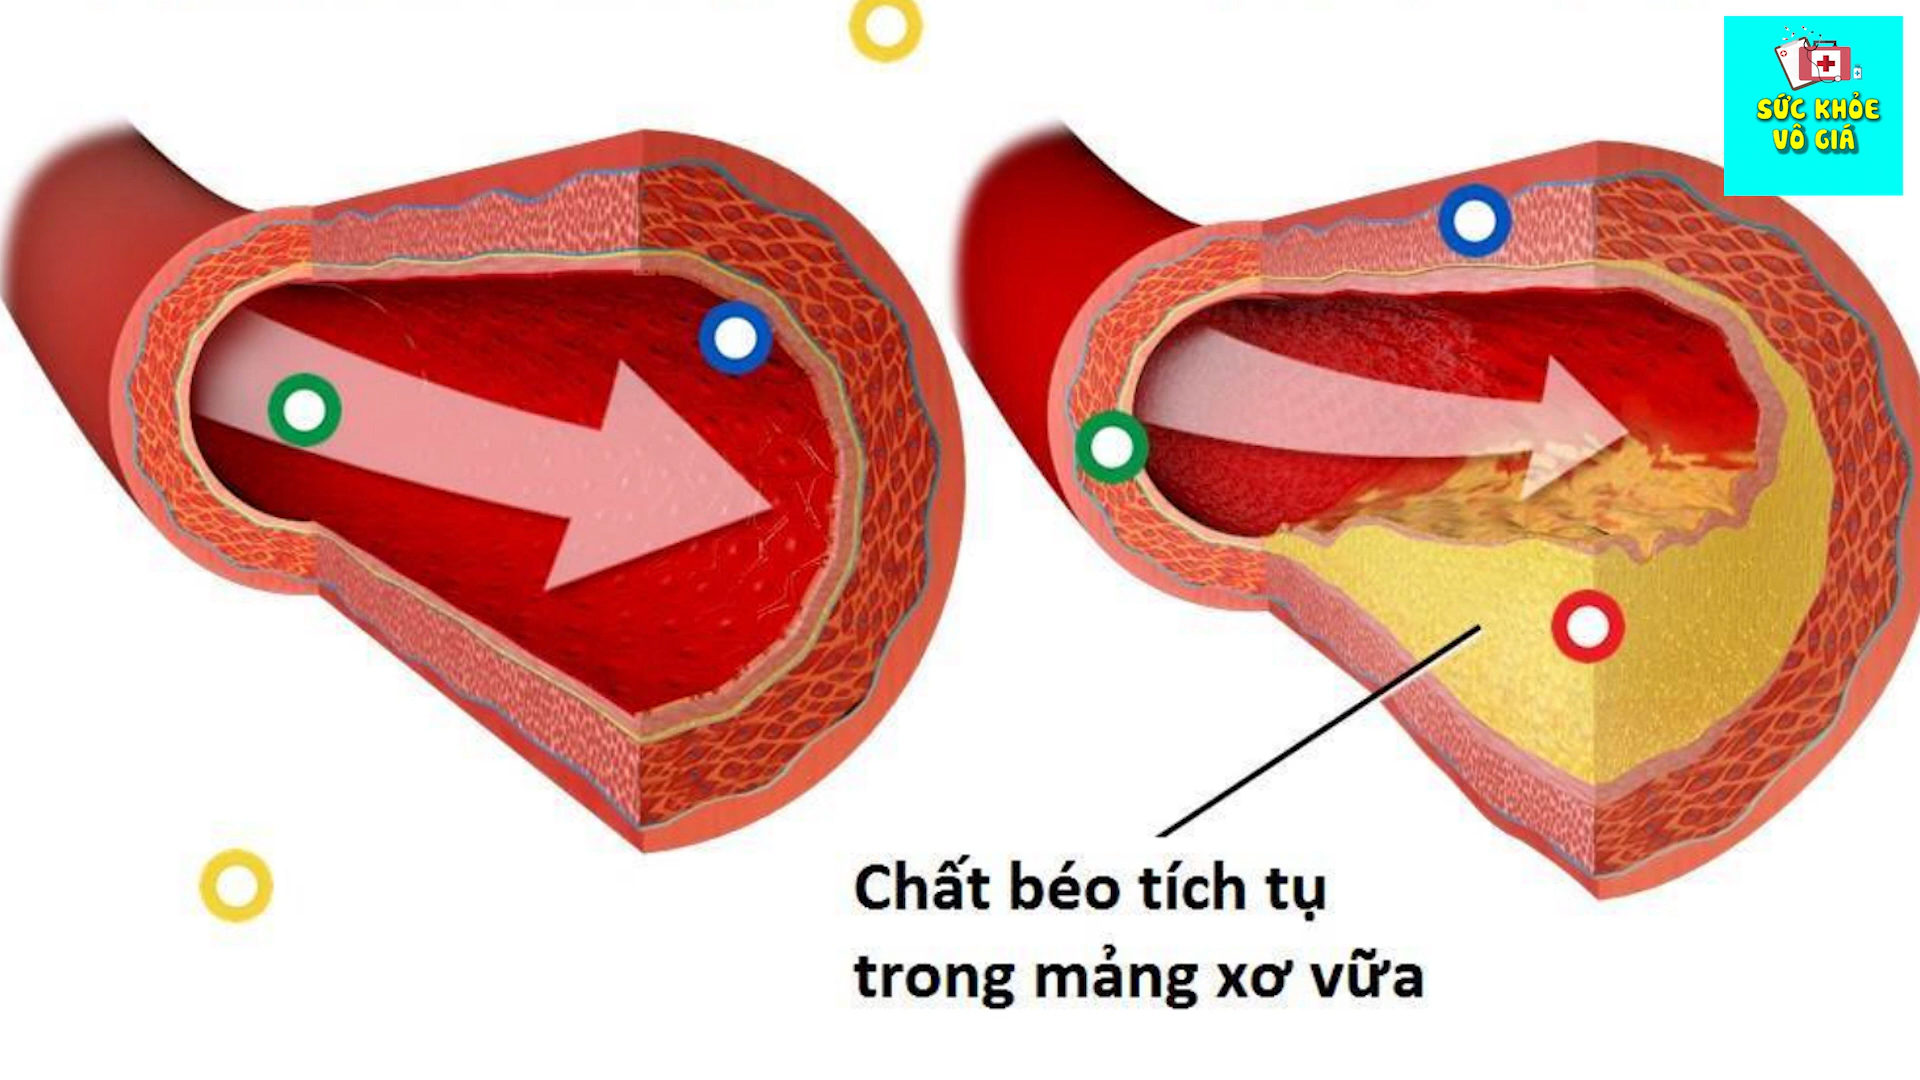 SỨC KHỎE
VÔ GIÁ
Chất béo tích tụ
trong mảng xơ vữa